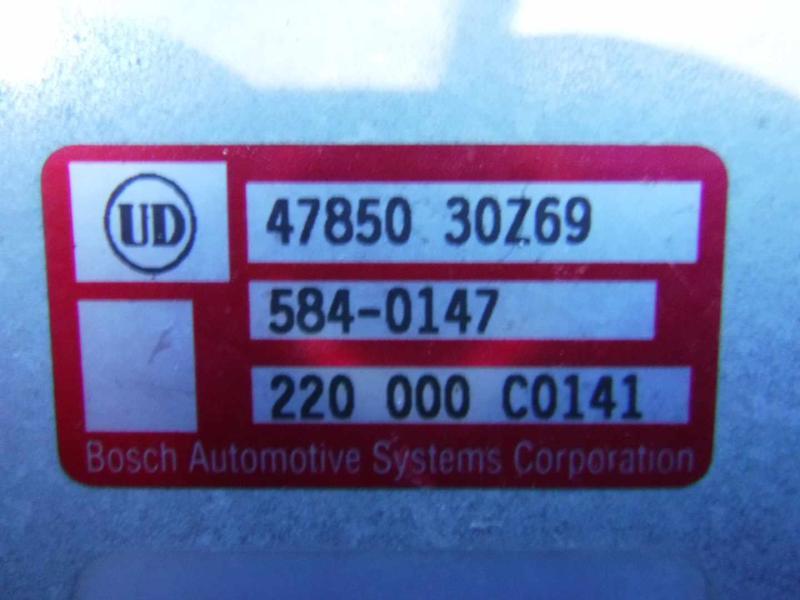 UD
47850 30Z69
584-0147
220 000 C0141
Bosch Automotive Systems Corporation